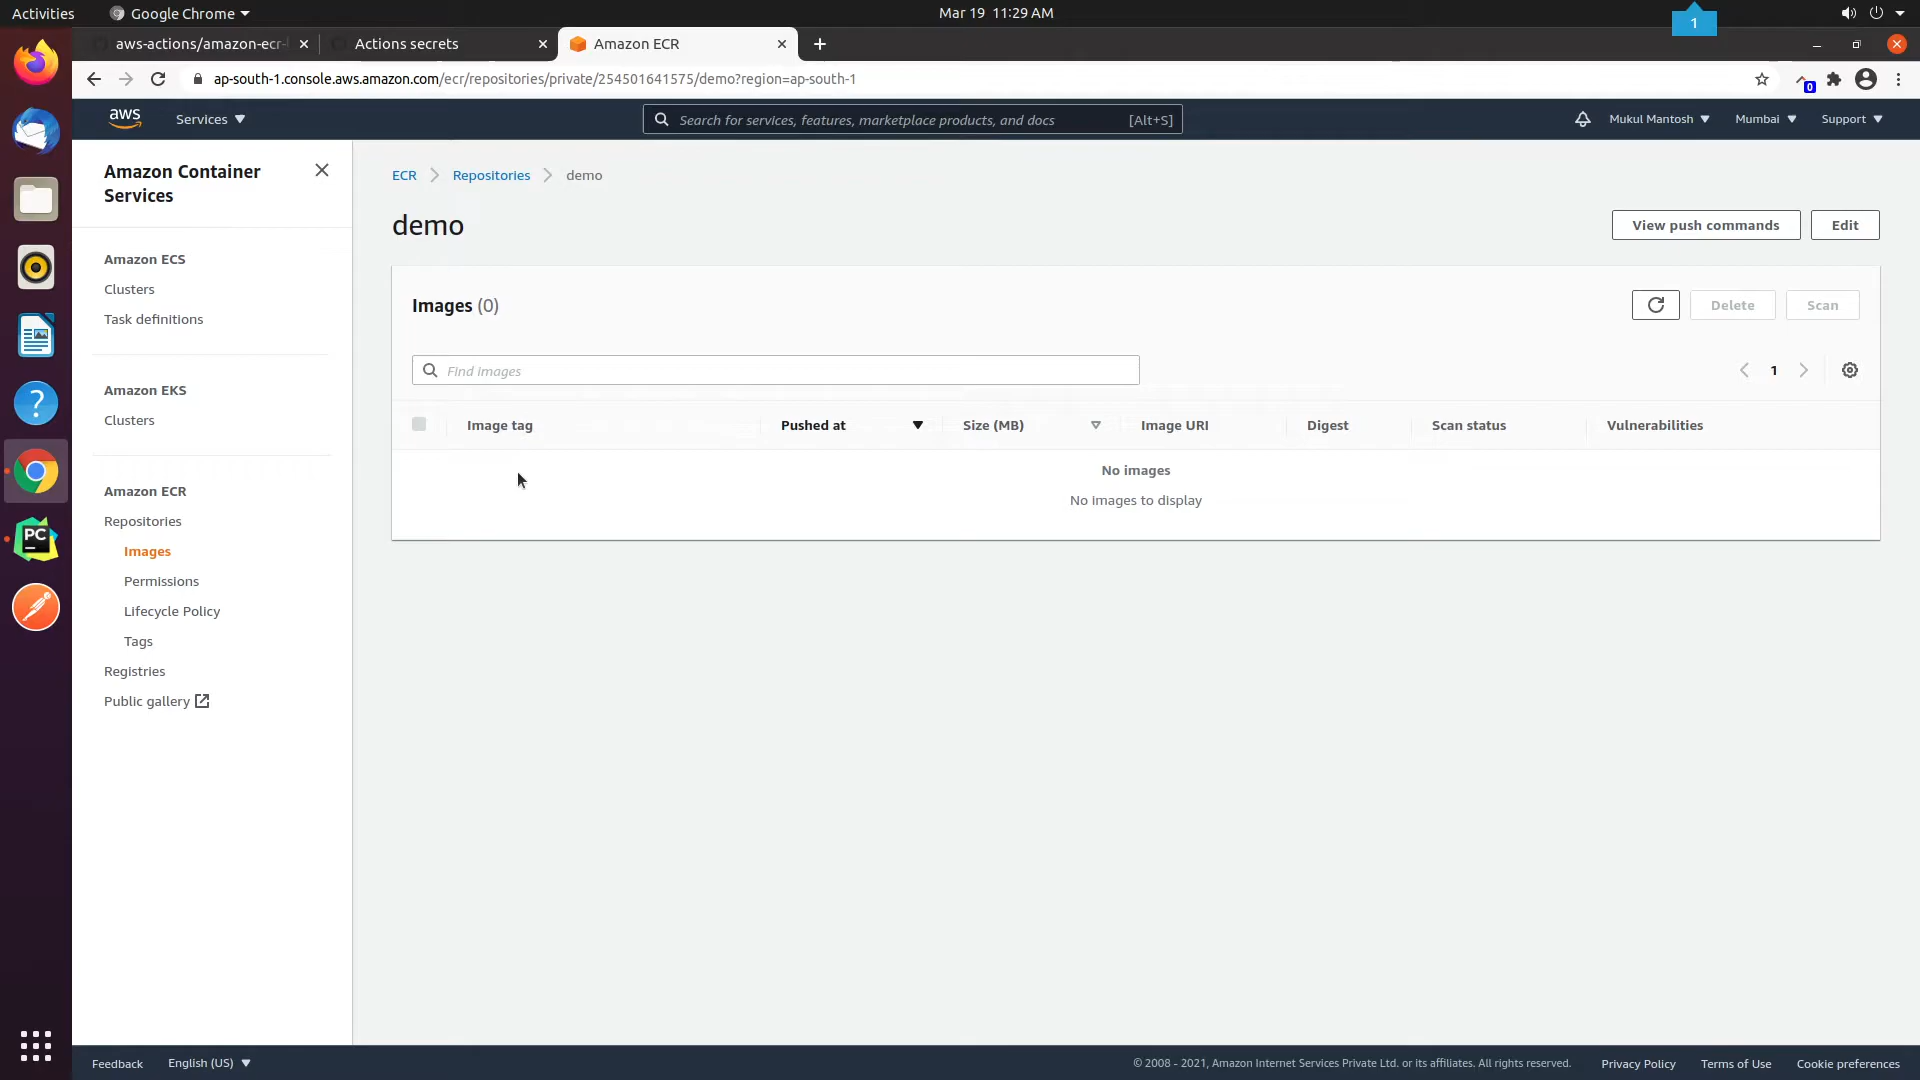 Activities
Google Chrome
Mar 19 11:29 AM
1
aws-actions/amazon-ecr-
Actions secrets
Amazon ECR
ap-south-1.console.aws.amazon.com/ecr/repositories/private/254501641575/demo?region=ap-south-1
0
aws
Services
Search for services, features, marketplace products, and docs
[Alt+S]
Mukul Mantosh
Mumbai
Support
Amazon Container
Services
Amazon ECS
Clusters
Task definitions
Amazon EKS
Clusters
Amazon ECR
Repositories
Images
Permissions
Lifecycle Policy
Tags
Registries
Public gallery
ECR
Repositories
demo
demo
View push commands
Edit
Images (0)
Delete
Scan
Find images
1
Image tag
Pushed at
Size (MB)
Image URI
Digest
Scan status
Vulnerabilities
No images
No images to display
?
PC
Feedback
English (US)
© 2008 - 2021, Amazon Internet Services Private Ltd. or its affiliates. All rights reserved.
Privacy Policy
Terms of Use
Cookie preferences